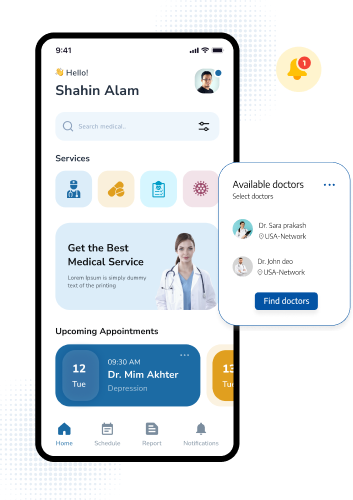 9:41
👋 Hello!
Shahin Alam
Search medical..
Services
Get the Best
Medical Service
Lorem Ipsum is simply dummy
text of the printing
Upcoming Appointments
12
Tue
09:30 AM
Dr. Mim Akhter
Depression
13
Tue
Home
Schedule
Report
Notifications
1
Available doctors
Select doctors
Dr. Sara prakash
USA-Network
Dr. John deo
USA-Network
Find doctors